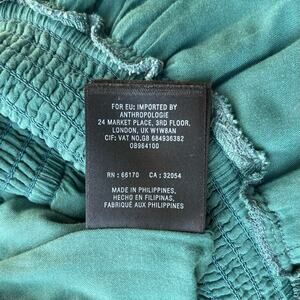 FOR EU: IMPORTED BY
ANTHROPOLOGIE
24 MARKET PLACE, 3RD FLOOR,
LONDON, UK W1W8AN
CIF: VAT NO,GB 684936382
0B964100
RN : 66170 CA : 32054
MADE IN PHILIPPINES,
HECHO EN FILIPINAS,
FABRIQUÉ AUX PHILIPPINES